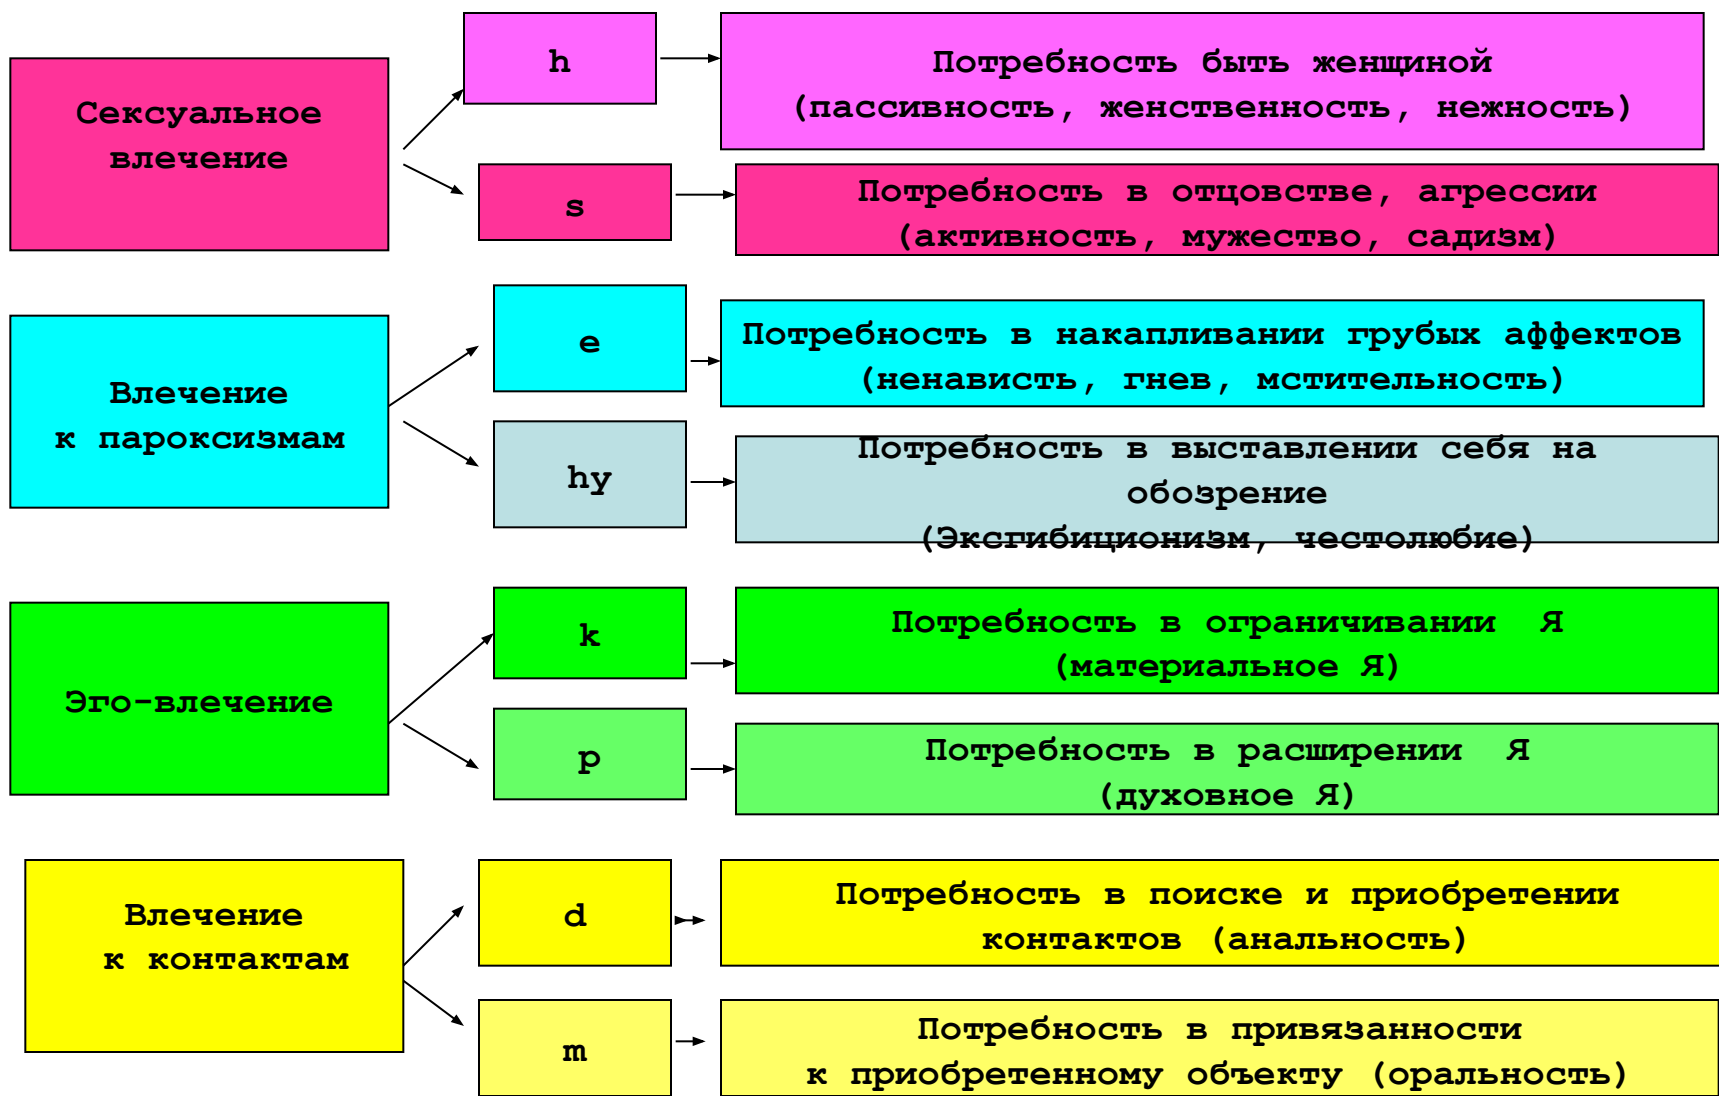 Сексуальное
влечение
h
Потребность быть женщиной
(пассивность, женственность, нежность)
s
Потребность в отцовстве, агрессии
(активность, мужество, садизм)
Влечение
к пароксизмам
e
Потребность в накапливании грубых аффектов
(ненависть, гнев, мстительность)
hy
Потребность в выставлении себя на
обозрение
(Эксгибиционизм, честолюбие)
Эго-влечение
k
Потребность в ограничивании Я
(материальное Я)
p
Потребность в расширении Я
(духовное Я)
Влечение
к контактам
d
Потребность в поиске и приобретении
контактов (анальность)
m
Потребность в привязанности
к приобретенному объекту (оральность)